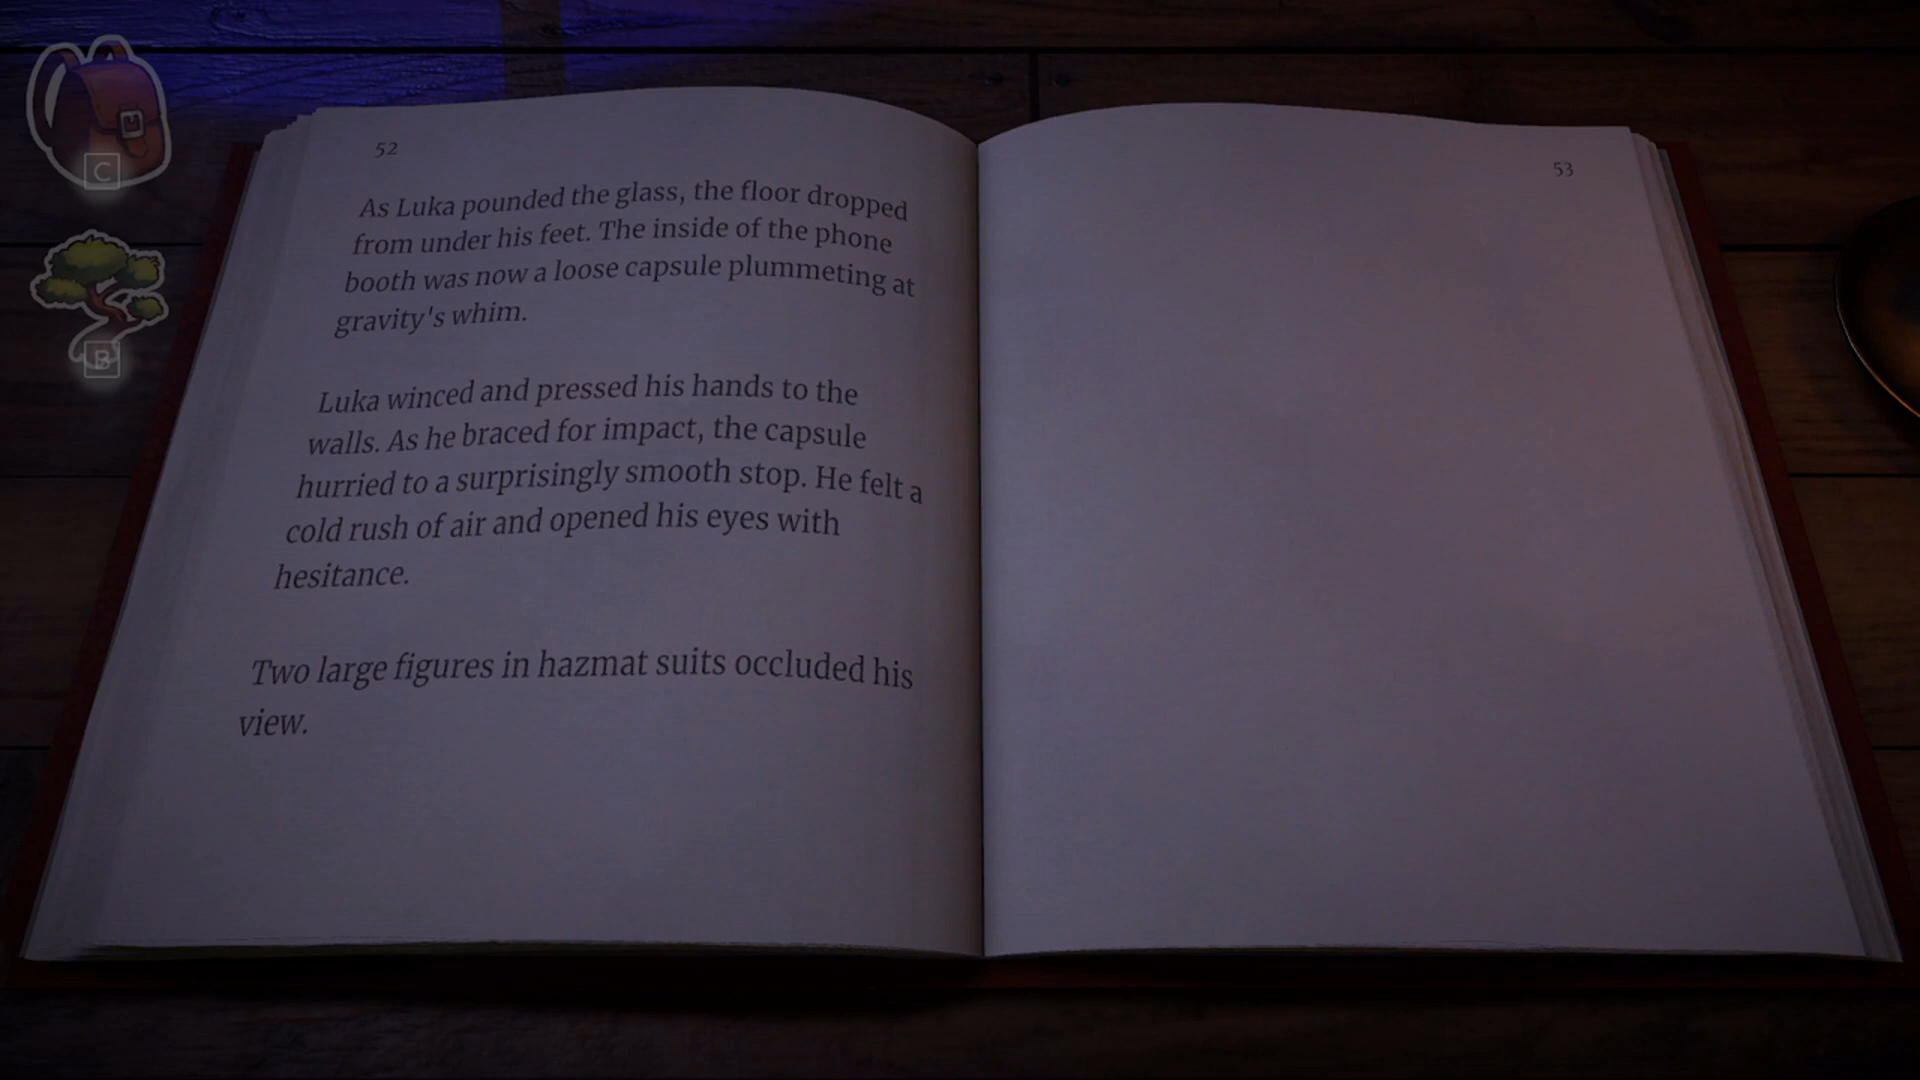 52
As Luka pounded the glass, the floor dropped
from under his feet. The inside of the phone
booth was now a loose capsule plummeting at
gravity's whim.
Luka winced and pressed his hands to the
walls. As he braced for impact, the capsule
hurried to a surprisingly smooth stop. He felt a
cold rush of air and opened his eyes with
hesitance.
Two large figures in hazmat suits occluded his
view.
53
C
B